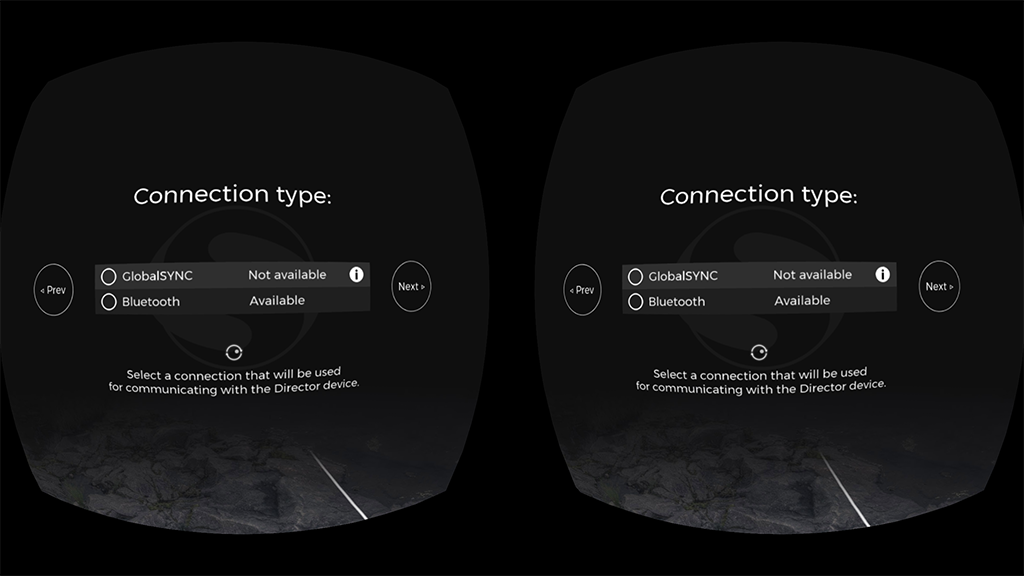 Connection type:
GlobalSYNC Not available i
◃ Prev Next ▹
Bluetooth Available
Select a connection that will be used
for communicating with the Director device.
Connection type:
GlobalSYNC Not available i
◃ Prev Next ▹
Bluetooth Available
Select a connection that will be used
for communicating with the Director device.